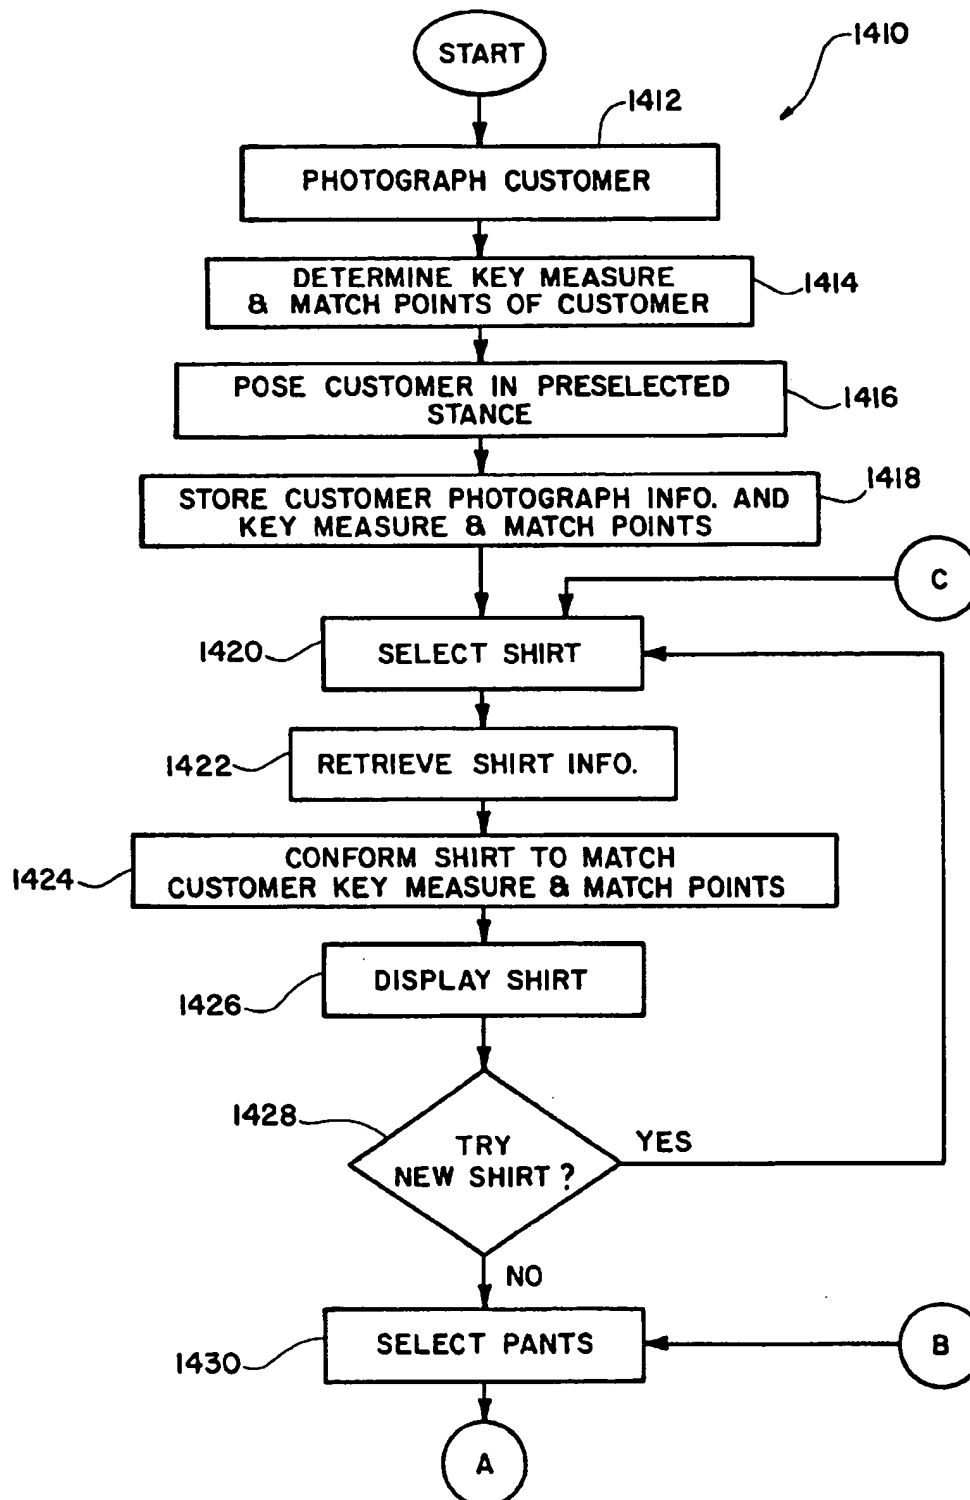 START
1410
1412
PHOTOGRAPH CUSTOMER
DETERMINE KEY MEASURE
& MATCH POINTS OF CUSTOMER
1414
POSE CUSTOMER IN PRESELECTED
STANCE
1416
STORE CUSTOMER PHOTOGRAPH INFO. AND
KEY MEASURE & MATCH POINTS
1418
C
1420
SELECT SHIRT
1422
RETRIEVE SHIRT INFO.
1424
CONFORM SHIRT TO MATCH
CUSTOMER KEY MEASURE & MATCH POINTS
1426
DISPLAY SHIRT
1428
TRY
NEW SHIRT?
YES
NO
1430
SELECT PANTS
B
A